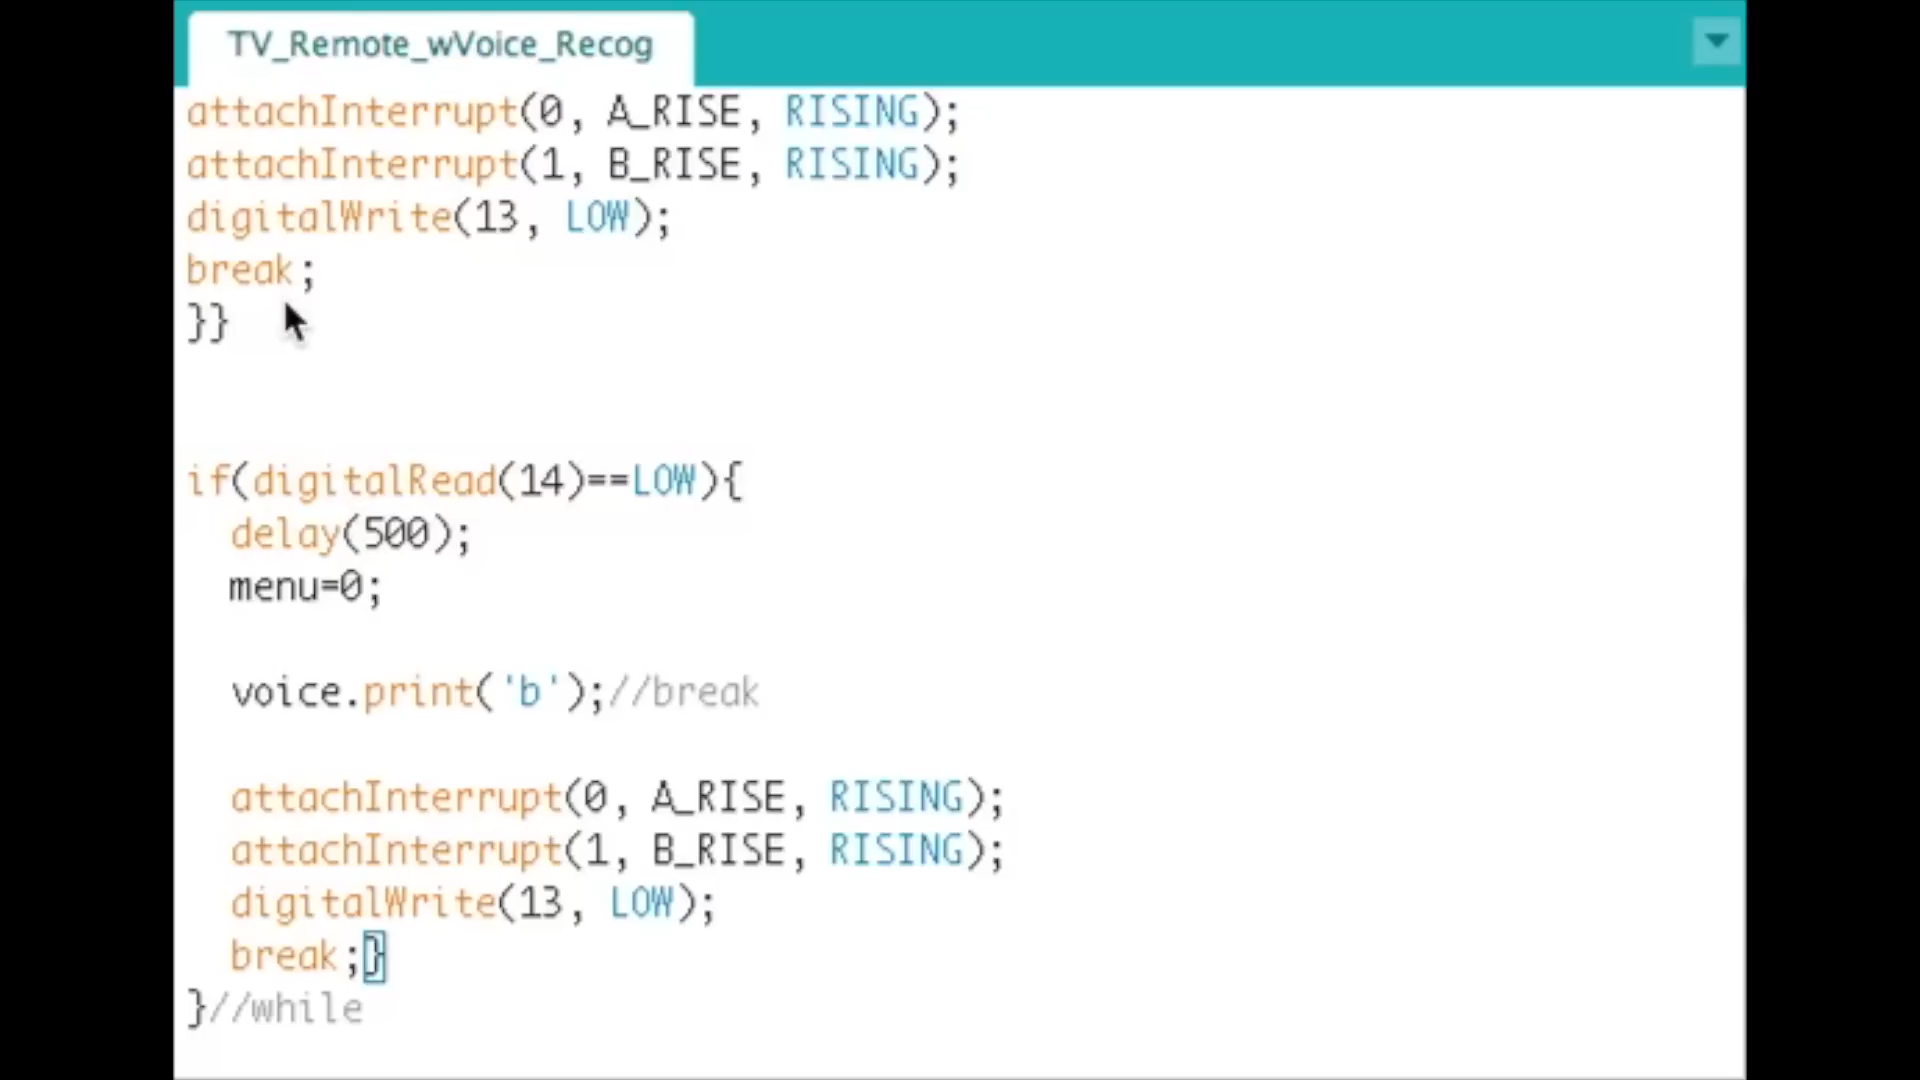 TV_Remote_wVoice_Recog
attachInterrupt(0, A_RISE, RISING);
attachInterrupt(1, B_RISE, RISING);
digitalWrite(13, LOW);
break;
}}
if(digitalRead(14)==LOW){
  delay(500);
  menu=0;
  voice.print('b');//break
  attachInterrupt(0, A_RISE, RISING);
  attachInterrupt(1, B_RISE, RISING);
  digitalWrite(13, LOW);
  break;}
}//while